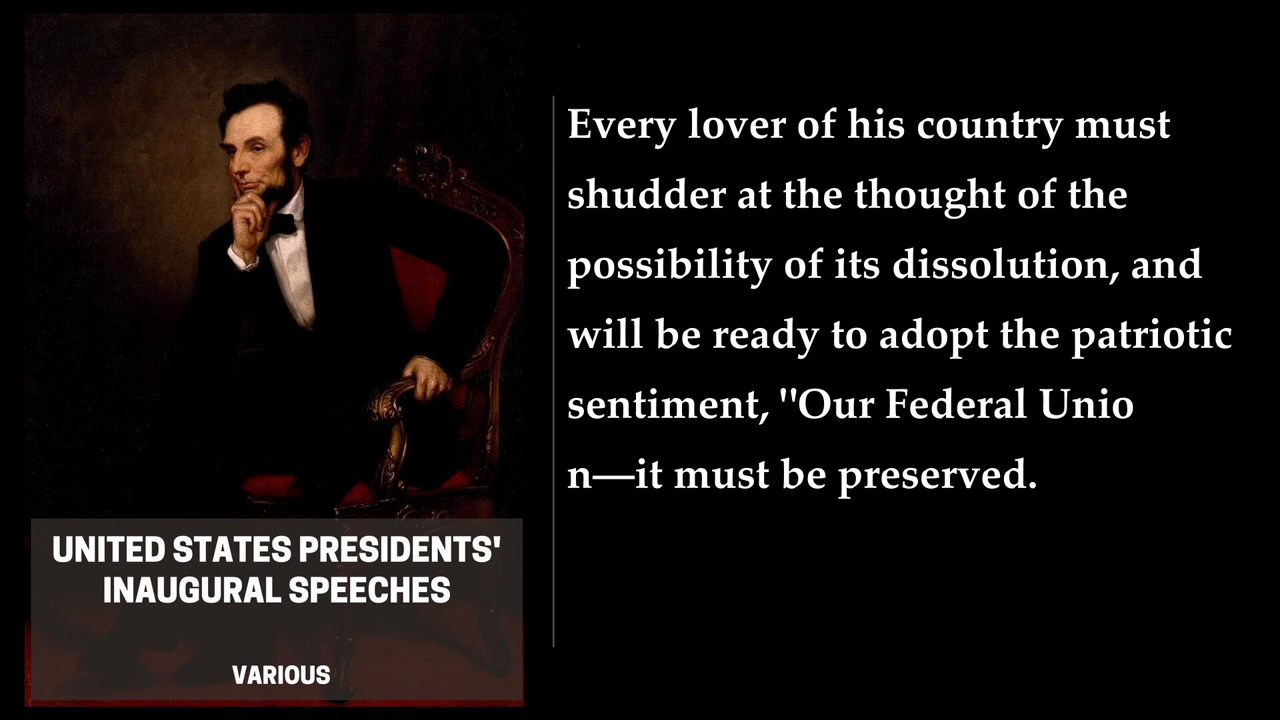 Every lover of his country must
shudder at the thought of the
possibility of its dissolution, and
will be ready to adopt the patriotic
sentiment, "Our Federal Unio
n—it must be preserved.
UNITED STATES PRESIDENTS'
INAUGURAL SPEECHES
VARIOUS